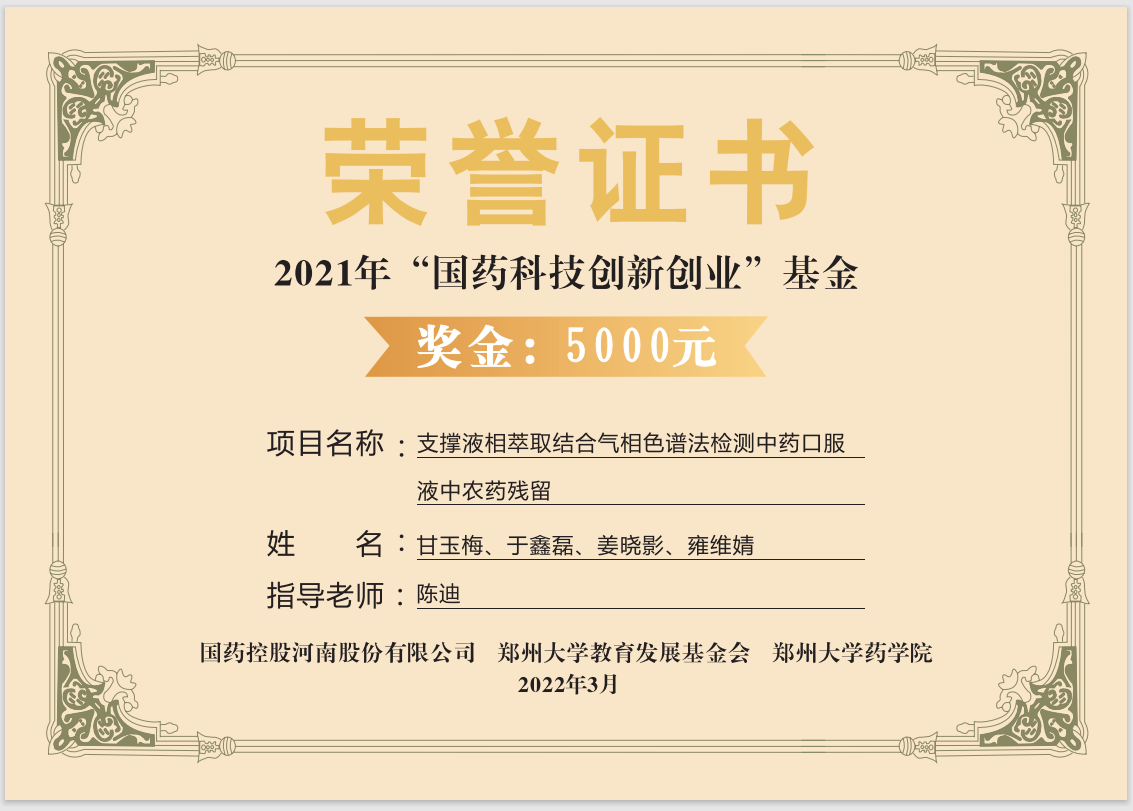 荣誉证书
2021年“国药科技创新创业”基金
奖金：5000元
项目名称：支撑液相萃取结合气相色谱法检测中药口服
液中农药残留
姓 名：甘玉梅、于鑫磊、姜晓影、雍维婧
指导老师：陈迪
国药控股河南股份有限公司 郑州大学教育发展基金会 郑州大学药学院
2022年3月